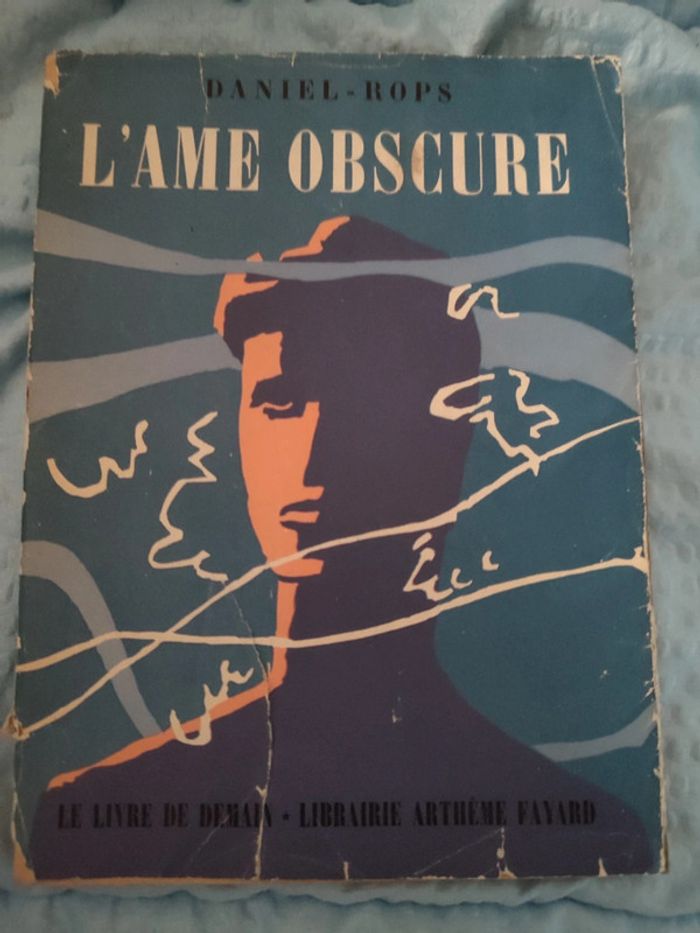 DANIEL-ROPS
L'AME OBSCURE
LE LIVRE DE DEMAIN ★ LIBRAIRIE ARTHÈME FAYARD